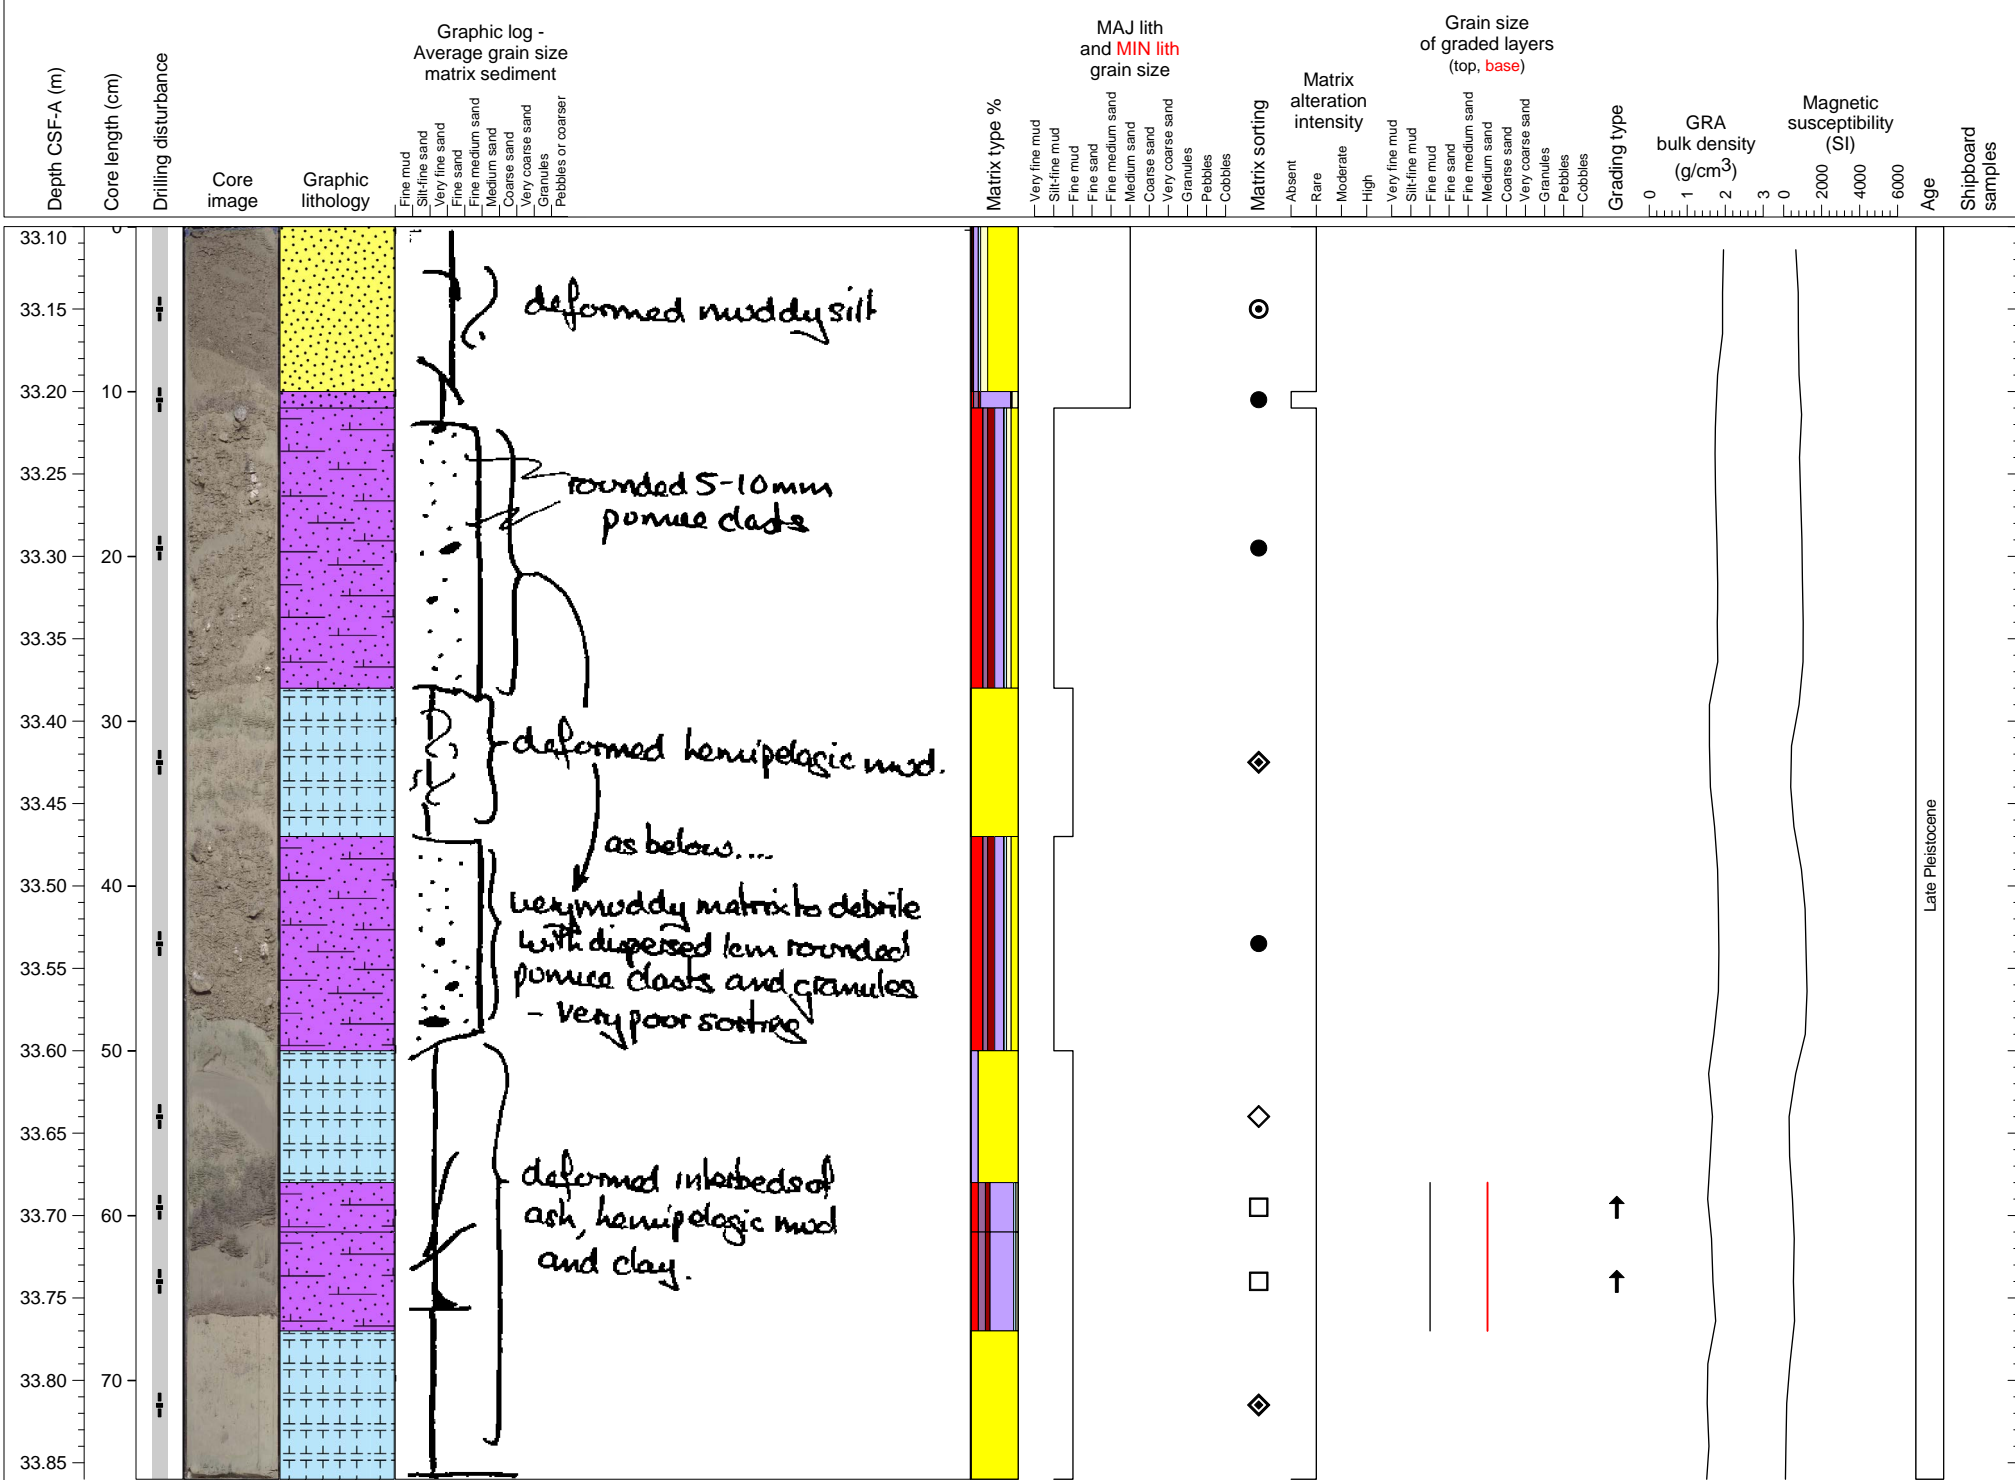 Depth CSF-A (m)
Core length (cm)
Drilling disturbance
Core
image
Graphic
lithology
Graphic log -
Average grain size
matrix sediment
Fine mud
Silt-fine sand
Very fine sand
Fine sand
Fine medium sand
Medium sand
Coarse sand
Very coarse sand
Granules
Pebbles or coarser
Matrix type %
MAJ lith
and MIN lith
grain size
Very fine mud
Silt-fine mud
Fine mud
Fine sand
Fine medium sand
Medium sand
Coarse sand
Very coarse sand
Granules
Pebbles
Cobbles
Matrix sorting
Matrix
alteration
intensity
Absent
Rare
Moderate
High
Grain size
of graded layers
(top, base)
Very fine mud
Silt-fine mud
Fine mud
Fine sand
Fine medium sand
Medium sand
Coarse sand
Very coarse sand
Granules
Pebbles
Cobbles
Grading type
GRA
bulk density
(g/cm3)
0 1 2 3
Magnetic
susceptibility
(SI)
0 2000 4000 6000
Age
Shipboard
samples
33.10 0
33.15
33.20 10
33.25
33.30 20
33.35
33.40 30
33.45
33.50 40
33.55
33.60 50
33.65
33.70 60
33.75
33.80 70
33.85
deformed muddy silt
rounded 5-10mm
pumice clasts
deformed hemipelagic mud.
as below....
very muddy matrix to debrite
with dispersed 1cm rounded
pumice clasts and granules
- very poor sorting
deformed interbeds of
ash, hemipelagic mud
and clay.
Late Pleistocene